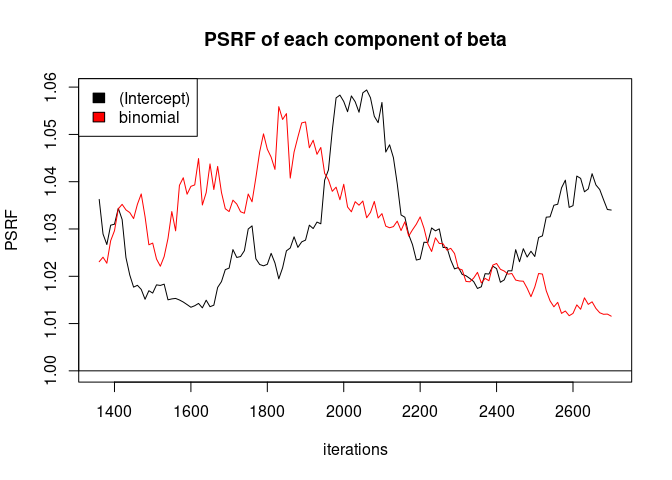 PSRF of each component of beta
(Intercept)
binomial
PSRF
1.06
1.05
1.04
1.03
1.02
1.01
1.00
1400 1600 1800 2000 2200 2400 2600
iterations